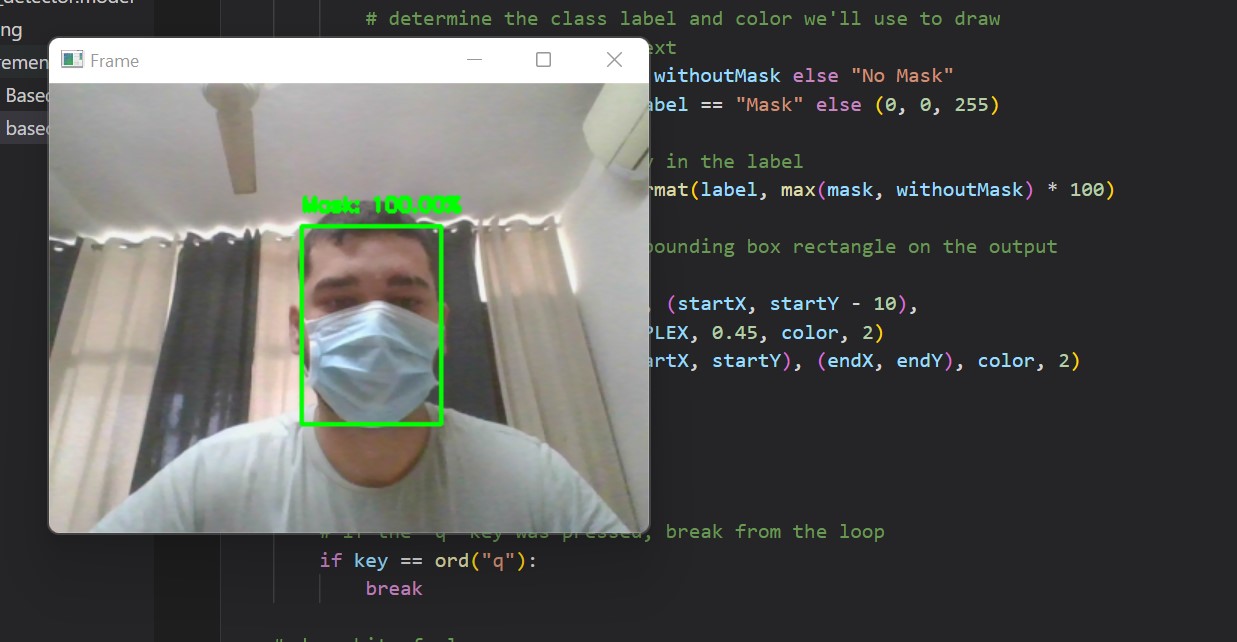 _detector.model
# determine the class label and color we'll use to draw
ng
ext
Frame
remen
withoutMask else "No Mask"
Based
abel == "Mask" else (0, 0, 255)
based
y in the label
rmat(label, max(mask, withoutMask) * 100)
Mask: 100.00%
bounding box rectangle on the output
, (startX, startY - 10),
PLEX, 0.45, color, 2)
artX, startY), (endX, endY), color, 2)
# if the `q` key was pressed, break from the loop
if key == ord("q"):
break